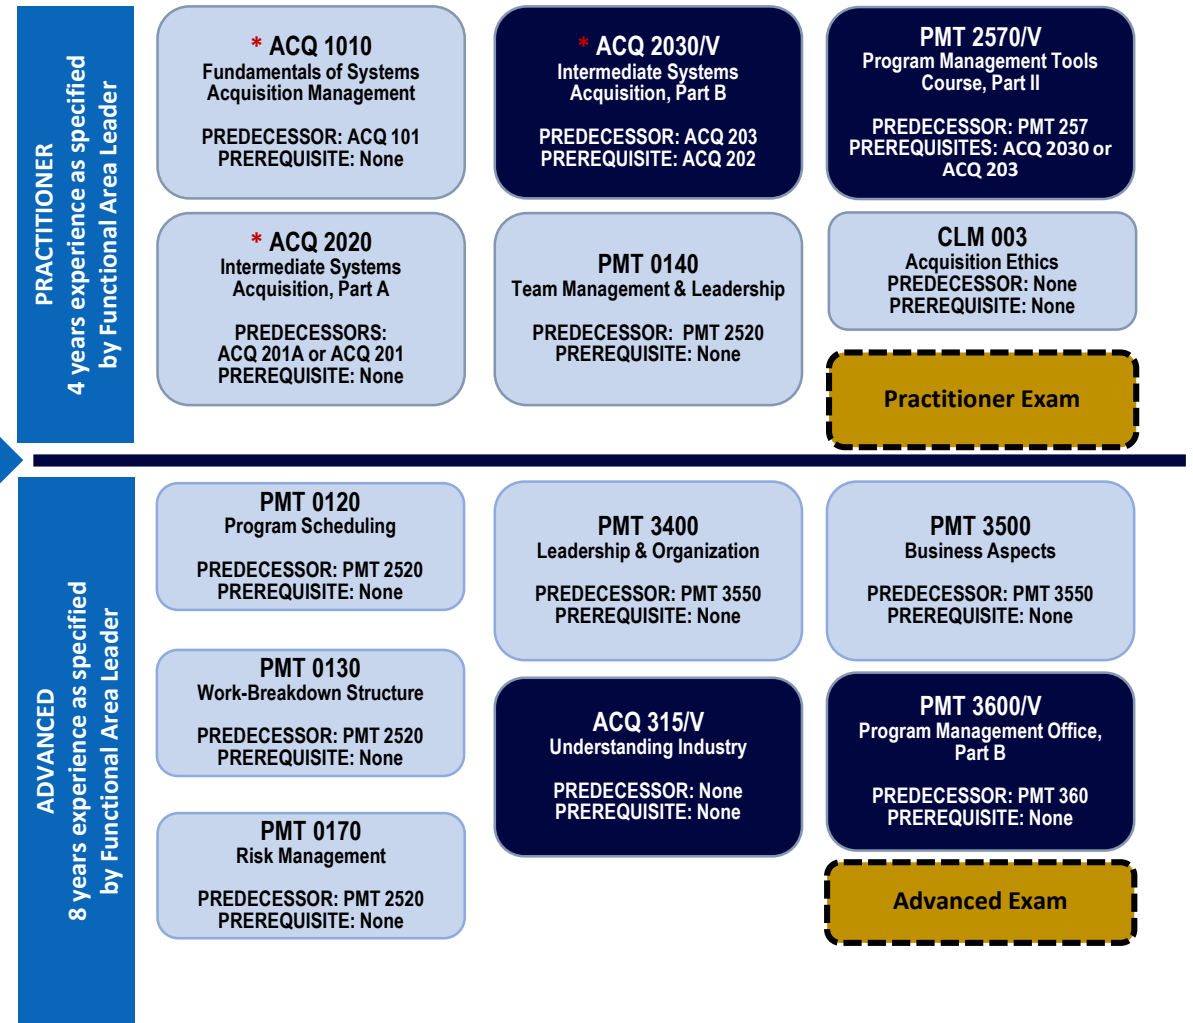 PRACTITIONER
4 years experience as specified
by Functional Area Leader
* ACQ 1010
Fundamentals of Systems
Acquisition Management
PREDECESSOR: ACQ 101
PREREQUISITE: None
* ACQ 2030/V
Intermediate Systems
Acquisition, Part B
PREDECESSOR: ACQ 203
PREREQUISITE: ACQ 202
PMT 2570/V
Program Management Tools
Course, Part II
PREDECESSOR: PMT 257
PREREQUISITES: ACQ 2030 or
ACQ 203
* ACQ 2020
Intermediate Systems
Acquisition, Part A
PREDECESSORS:
ACQ 201A or ACQ 201
PREREQUISITE: None
PMT 0140
Team Management & Leadership
PREDECESSOR: PMT 2520
PREREQUISITE: None
CLM 003
Acquisition Ethics
PREDECESSOR: None
PREREQUISITE: None
Practitioner Exam
ADVANCED
8 years experience as specified
by Functional Area Leader
PMT 0120
Program Scheduling
PREDECESSOR: PMT 2520
PREREQUISITE: None
PMT 3400
Leadership & Organization
PREDECESSOR: PMT 3550
PREREQUISITE: None
PMT 3500
Business Aspects
PREDECESSOR: PMT 3550
PREREQUISITE: None
PMT 0130
Work-Breakdown Structure
PREDECESSOR: PMT 2520
PREREQUISITE: None
ACQ 315/V
Understanding Industry
PREDECESSOR: None
PREREQUISITE: None
PMT 3600/V
Program Management Office,
Part B
PREDECESSOR: PMT 360
PREREQUISITE: None
PMT 0170
Risk Management
PREDECESSOR: PMT 2520
PREREQUISITE: None
Advanced Exam